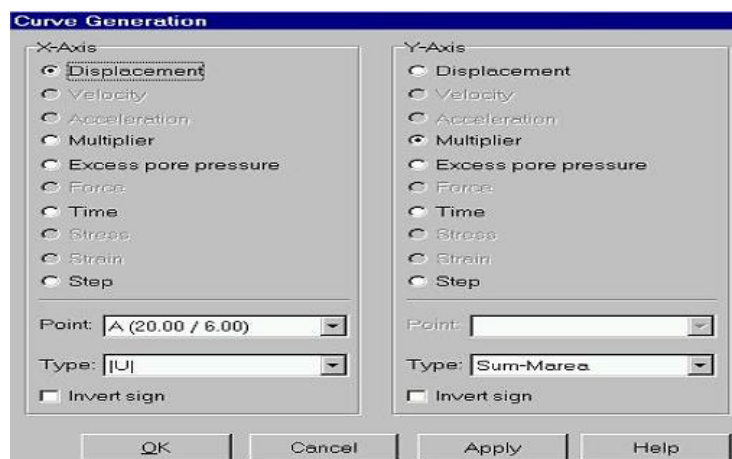 Curve Generation
X-Axis
Displacement
Velocity
Acceleration
Multiplier
Excess pore pressure
Force
Time
Stress
Strain
Step
Point: A (20.00 / 6.00)
Type: |U|
Invert sign
Y-Axis
Displacement
Velocity
Acceleration
Multiplier
Excess pore pressure
Force
Time
Stress
Strain
Step
Point:
Type: Sum-Marea
Invert sign
OK Cancel Apply Help